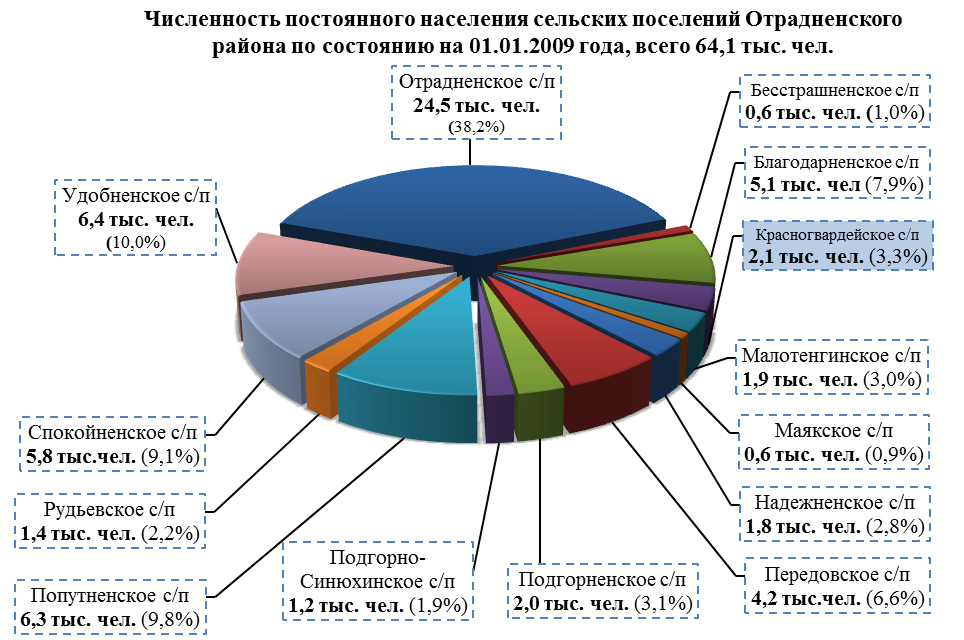 Численность постоянного населения сельских поселений Отрадненского
района по состоянию на 01.01.2009 года, всего 64,1 тыс. чел.
Отрадненское с/п
24,5 тыс. чел.
(38,2%)
Бесстрашненское с/п
0,6 тыс. чел. (1,0%)
Благодарненское с/п
5,1 тыс. чел (7,9%)
Красногвардейское с/п
2,1 тыс. чел. (3,3%)
Малотенгинское с/п
1,9 тыс. чел. (3,0%)
Маякское с/п
0,6 тыс. чел. (0,9%)
Надежненское с/п
1,8 тыс. чел. (2,8%)
Передовское с/п
4,2 тыс.чел. (6,6%)
Подгорненское с/п
2,0 тыс. чел. (3,1%)
Подгорно-
Синюхинское с/п
1,2 тыс. чел. (1,9%)
Попутненское с/п
6,3 тыс. чел. (9,8%)
Рудьевское с/п
1,4 тыс. чел. (2,2%)
Спокойненское с/п
5,8 тыс.чел. (9,1%)
Удобненское с/п
6,4 тыс. чел.
(10,0%)